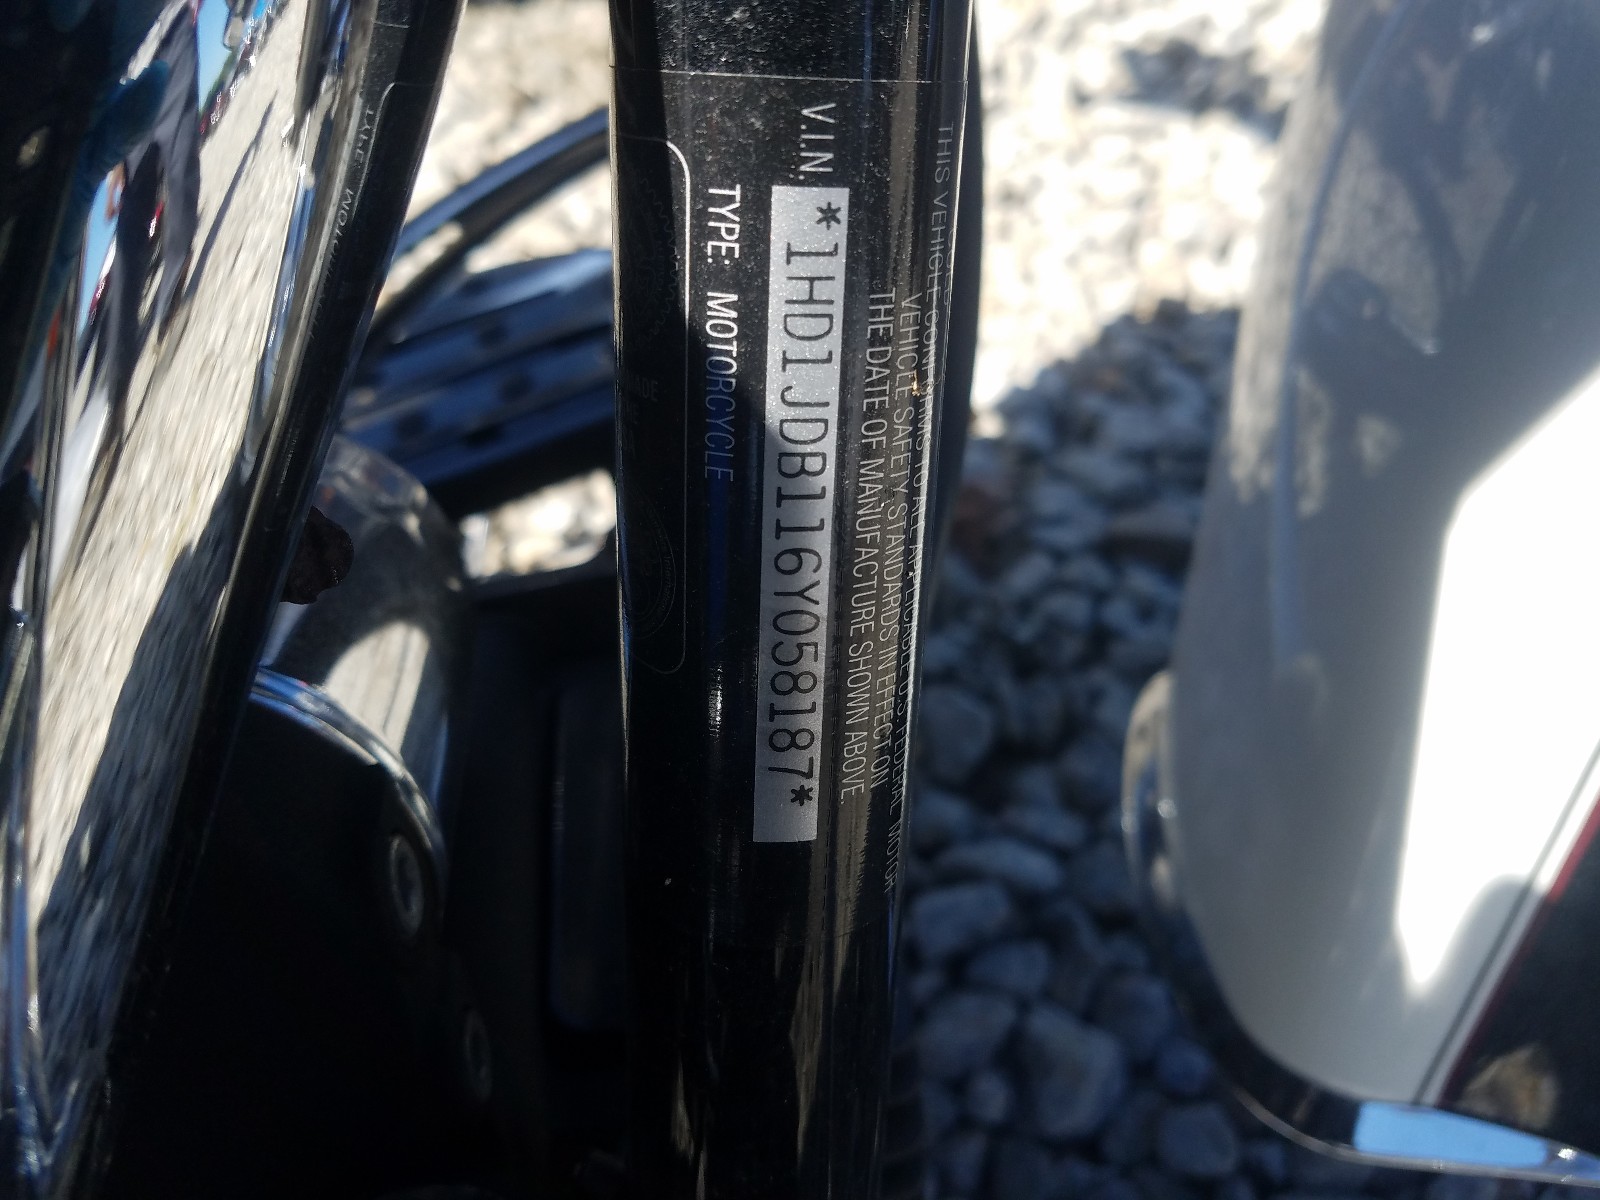 THIS VEHICLE CONFORMS TO ALL APPLICABLE U.S. FEDERAL MOTOR
VEHICLE SAFETY STANDARDS IN EFFECT ON
THE DATE OF MANUFACTURE SHOWN ABOVE.
V.I.N. *1HD1JDB116Y058187*
TYPE: MOTORCYCLE